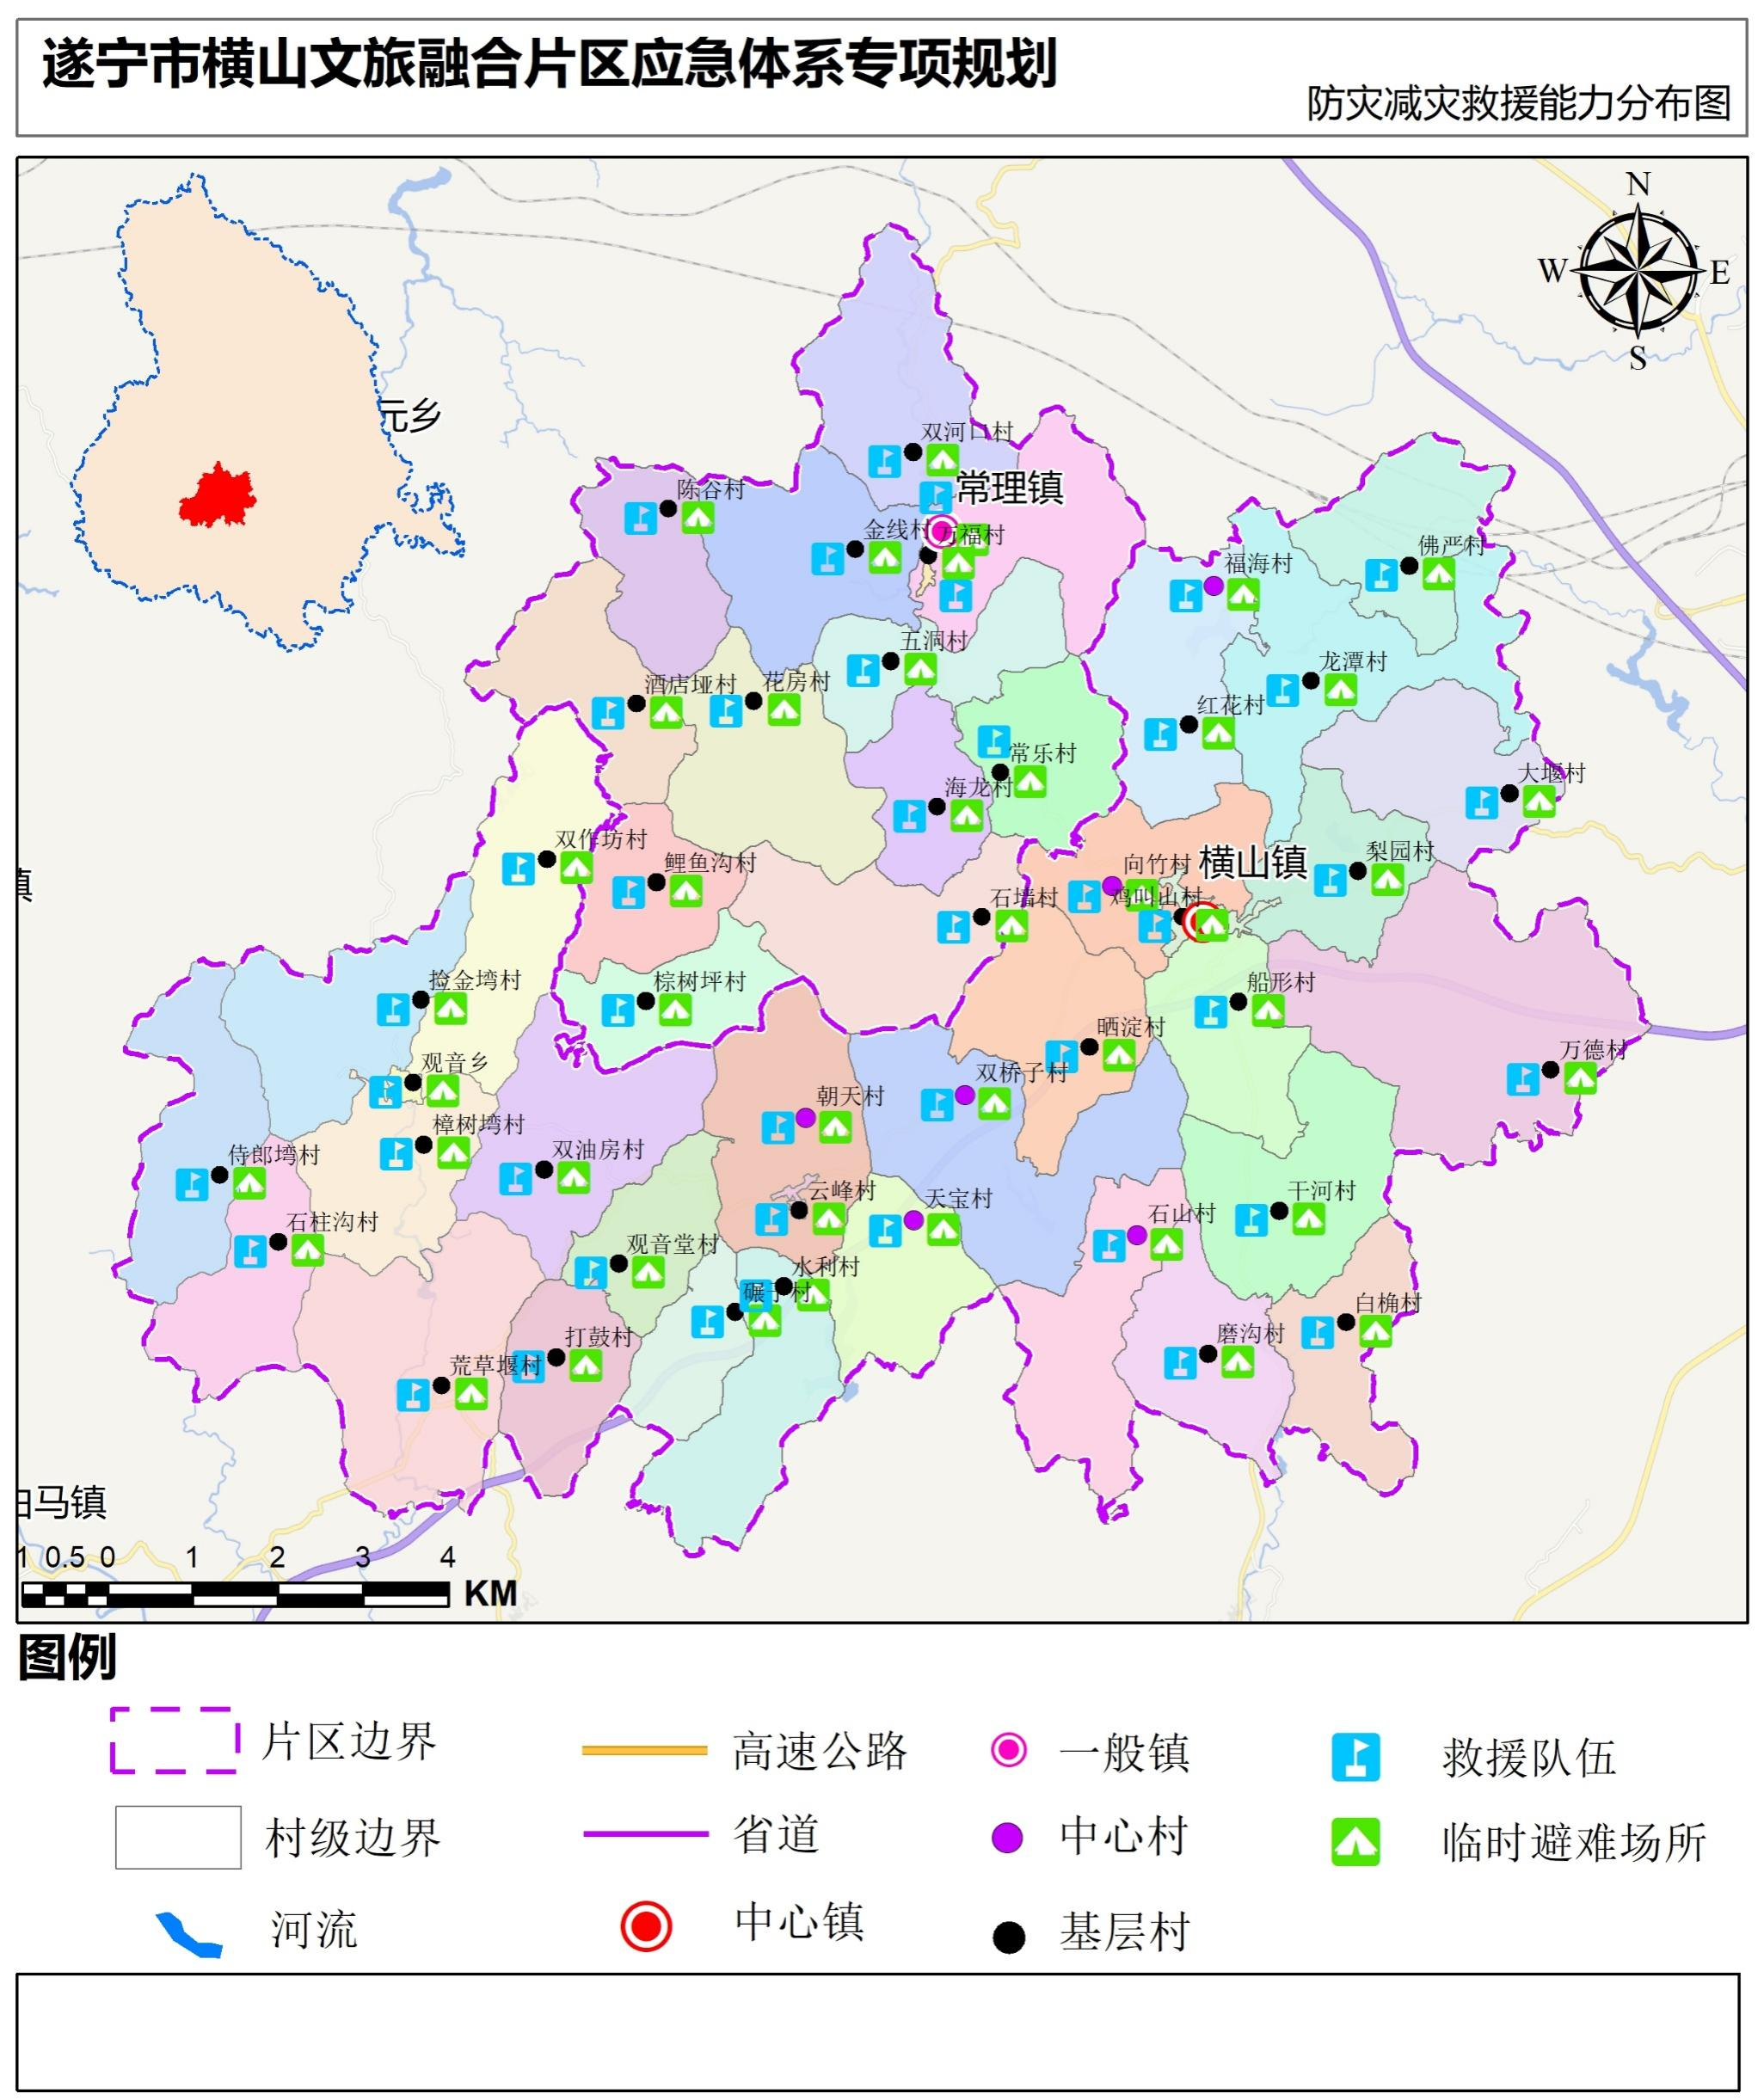 遂宁市横山文旅融合片区应急体系专项规划
防灾减灾救援能力分布图
N
W
E
S
元乡
双河口村
常理镇
陈谷村
金线村
万福村
佛严村
福海村
五洞村
龙潭村
酒店垭村
花房村
红花村
常乐村
大堰村
海龙村
双作坊村
鲤鱼沟村
向竹村
横山镇
梨园村
镇
石墙村
鸡叫山村
捡金湾村
棕树坪村
船形村
晒淀村
观音乡
双桥子村
万德村
朝天村
樟树湾村
双油房村
侍郎湾村
云峰村
天宝村
干河村
石柱沟村
石山村
观音堂村
水利村
碾子村
白桷村
打鼓村
磨沟村
荒草堰村
白马镇
1 0.5 0 1 2 3 4
KM
图例
片区边界
高速公路
一般镇
救援队伍
村级边界
省道
中心村
临时避难场所
河流
中心镇
基层村